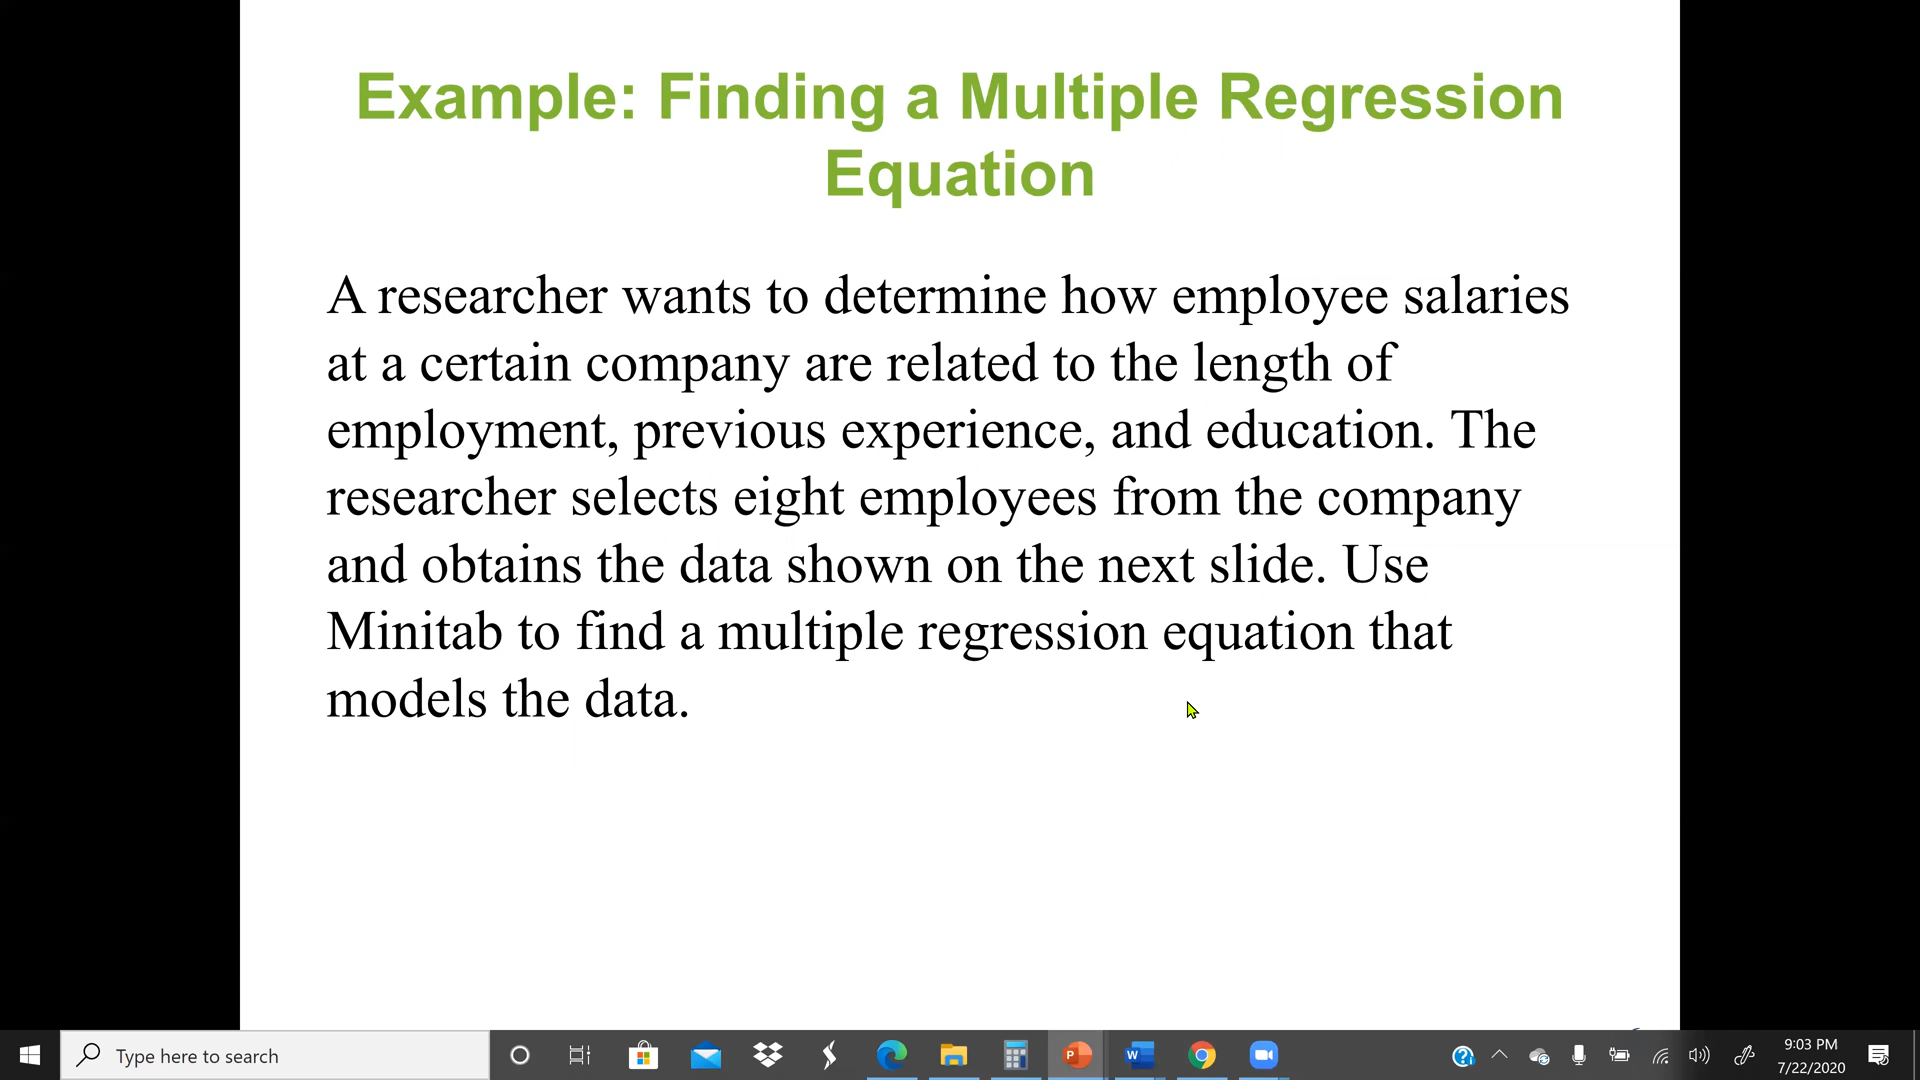 Example: Finding a Multiple Regression
Equation
A researcher wants to determine how employee salaries
at a certain company are related to the length of
employment, previous experience, and education. The
researcher selects eight employees from the company
and obtains the data shown on the next slide. Use
Minitab to find a multiple regression equation that
models the data.
Type here to search
9:03 PM
7/22/2020